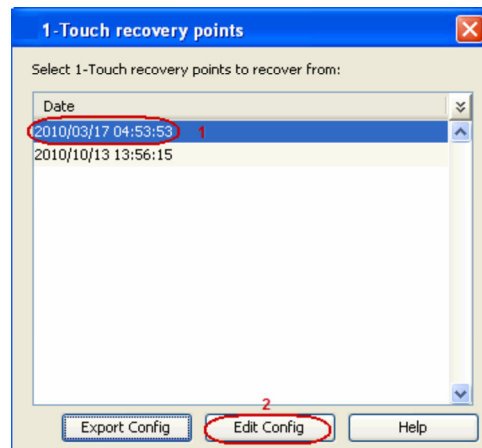 1-Touch recovery points
Select 1-Touch recovery points to recover from:
Date
2010/03/17 04:53:53 1
2010/10/13 13:56:15
2
Export Config Edit Config Help